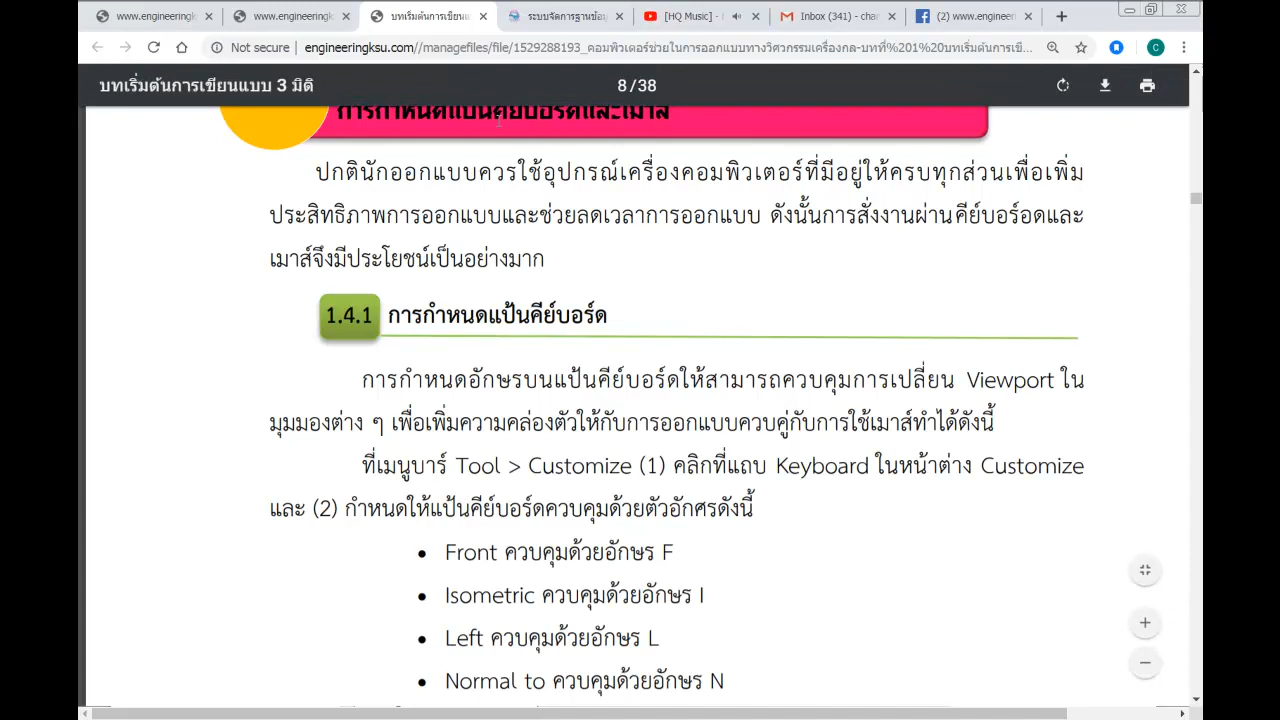 www.engineeringk
www.engineeringk
บทเริ่มต้นการเขียนแ
ระบบจัดการฐานข้อมู
[HQ Music] -
Inbox (341) - cha
(2) www.engineer
Not secure
engineeringksu.com//managefiles/file/1529288193_คอมพิวเตอร์ช่วยในการออกแบบทางวิศวกรรมเครื่องกล-บทที่%201%20บทเริ่มต้นการเขี...
C
บทเริ่มต้นการเขียนแบบ 3 มิติ
8 / 38
การกำหนดแป้นคีย์บอร์ดและเมาส์
ปกตินักออกแบบควรใช้อุปกรณ์เครื่องคอมพิวเตอร์ที่มีอยู่ให้ครบทุกส่วนเพื่อเพิ่ม
ประสิทธิภาพการออกแบบและช่วยลดเวลาการออกแบบ ดังนั้นการสั่งงานผ่านคีย์บอร์อดและ
เมาส์จึงมีประโยชน์เป็นอย่างมาก
1.4.1 การกำหนดแป้นคีย์บอร์ด
การกำหนดอักษรบนแป้นคีย์บอร์ดให้สามารถควบคุมการเปลี่ยน Viewport ใน
มุมมองต่าง ๆ เพื่อเพิ่มความคล่องตัวให้กับการออกแบบควบคู่กับการใช้เมาส์ทำได้ดังนี้
ที่เมนูบาร์ Tool > Customize (1) คลิกที่แถบ Keyboard ในหน้าต่าง Customize
และ (2) กำหนดให้แป้นคีย์บอร์ดควบคุมด้วยตัวอักศรดังนี้
• Front ควบคุมด้วยอักษร F
• Isometric ควบคุมด้วยอักษร I
• Left ควบคุมด้วยอักษร L
• Normal to ควบคุมด้วยอักษร N